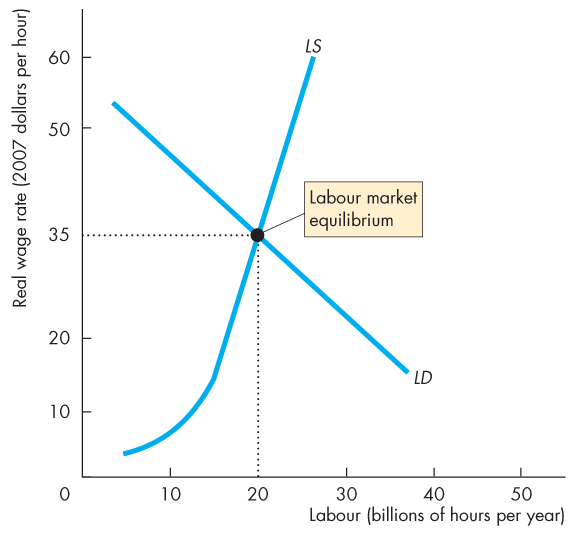 Real wage rate (2007 dollars per hour)
60
50
35
20
10
0
LS
Labour market
equilibrium
LD
10
20
30
40
50
Labour (billions of hours per year)